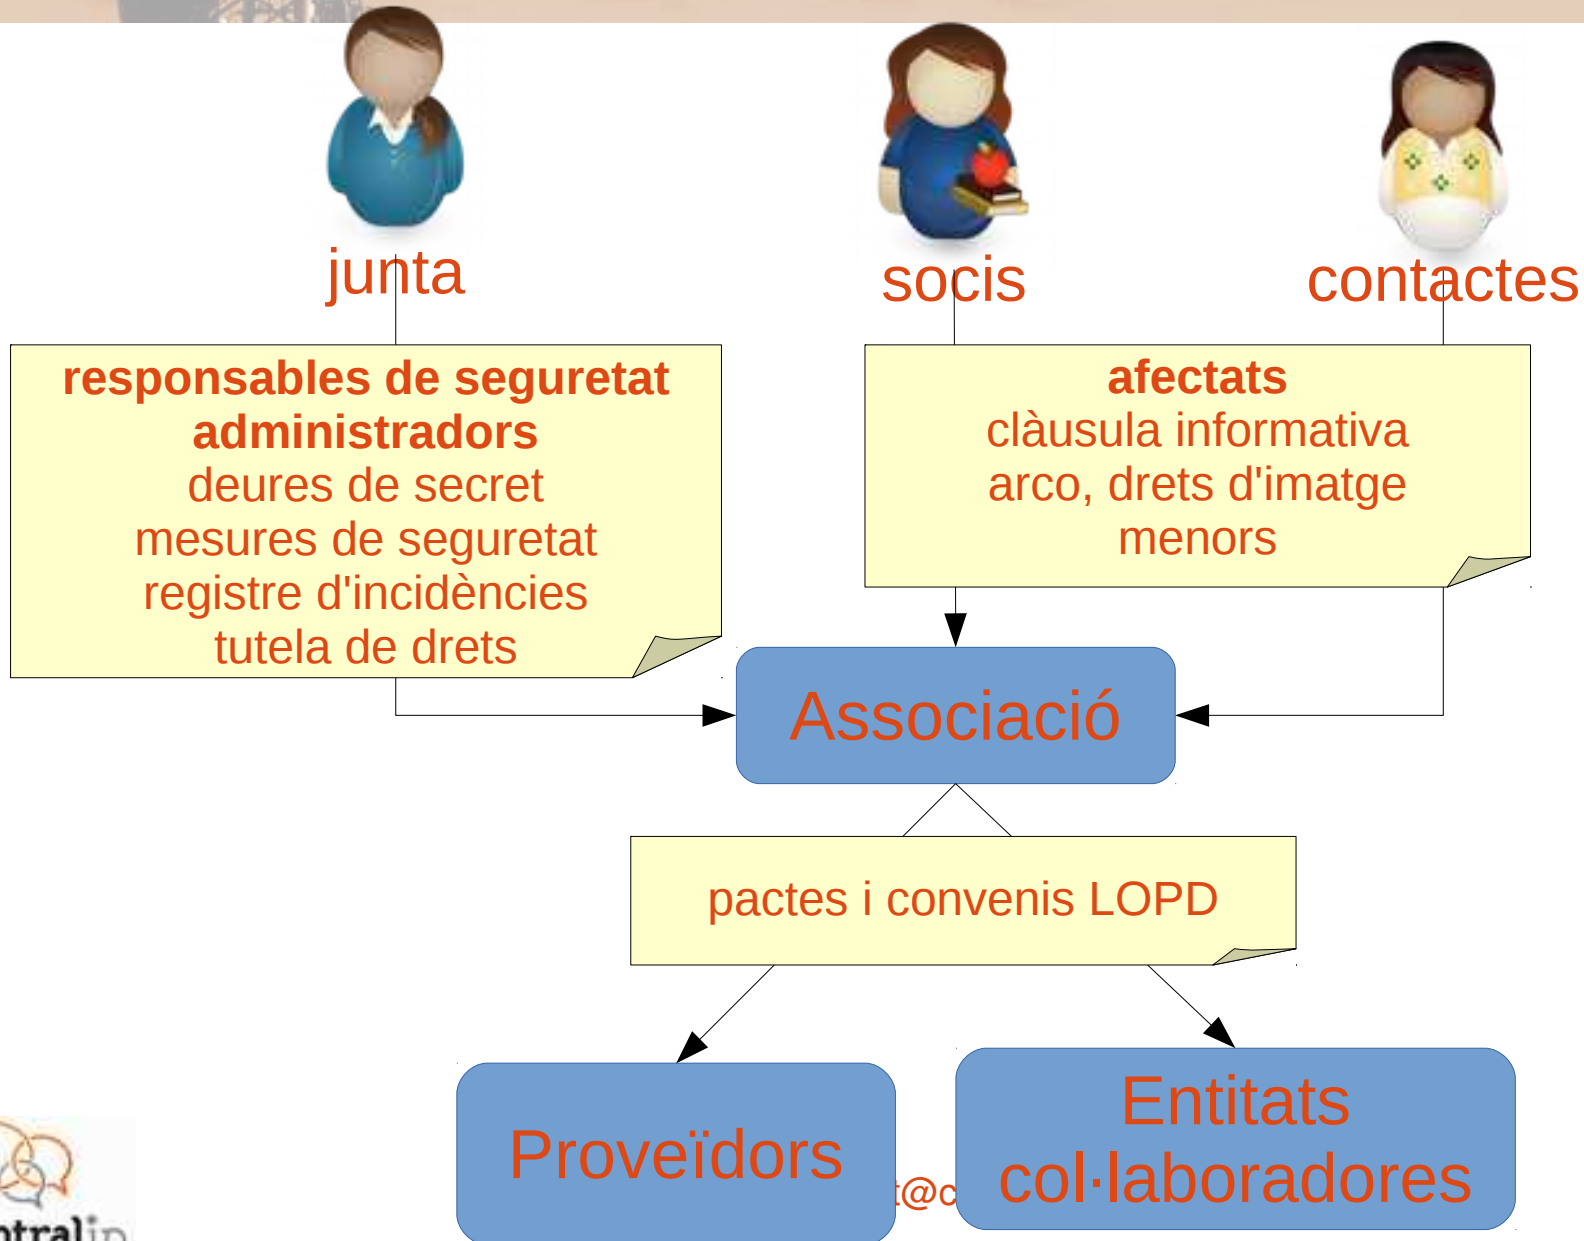 junta
socis
contactes
responsables de seguretat
administradors
deures de secret
mesures de seguretat
registre d'incidències
tutela de drets
afectats
clàusula informativa
arco, drets d'imatge
menors
Associació
pactes i convenis LOPD
Proveïdors
Entitats
col·laboradores